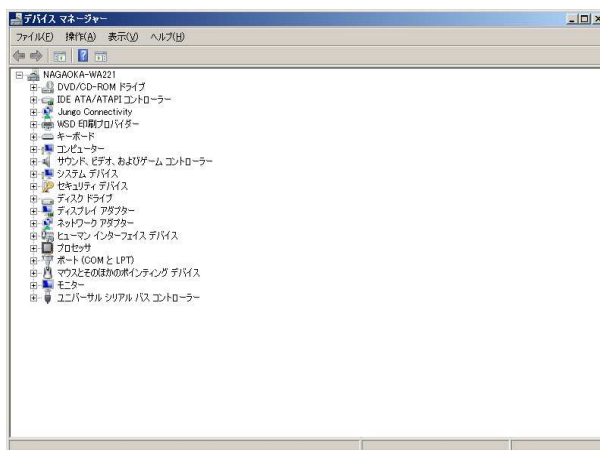 デバイス マネージャー
ファイル(F) 操作(A) 表示(V) ヘルプ(H)
NAGAOKA-WA221
DVD/CD-ROM ドライブ
IDE ATA/ATAPI コントローラー
Jungo Connectivity
WSD 印刷プロバイダー
キーボード
コンピューター
サウンド、ビデオ、およびゲーム コントローラー
システム デバイス
セキュリティ デバイス
ディスク ドライブ
ディスプレイ アダプター
ネットワーク アダプター
ヒューマン インターフェイス デバイス
プロセッサ
ポート (COM と LPT)
マウスとそのほかのポインティング デバイス
モニター
ユニバーサル シリアル バス コントローラー